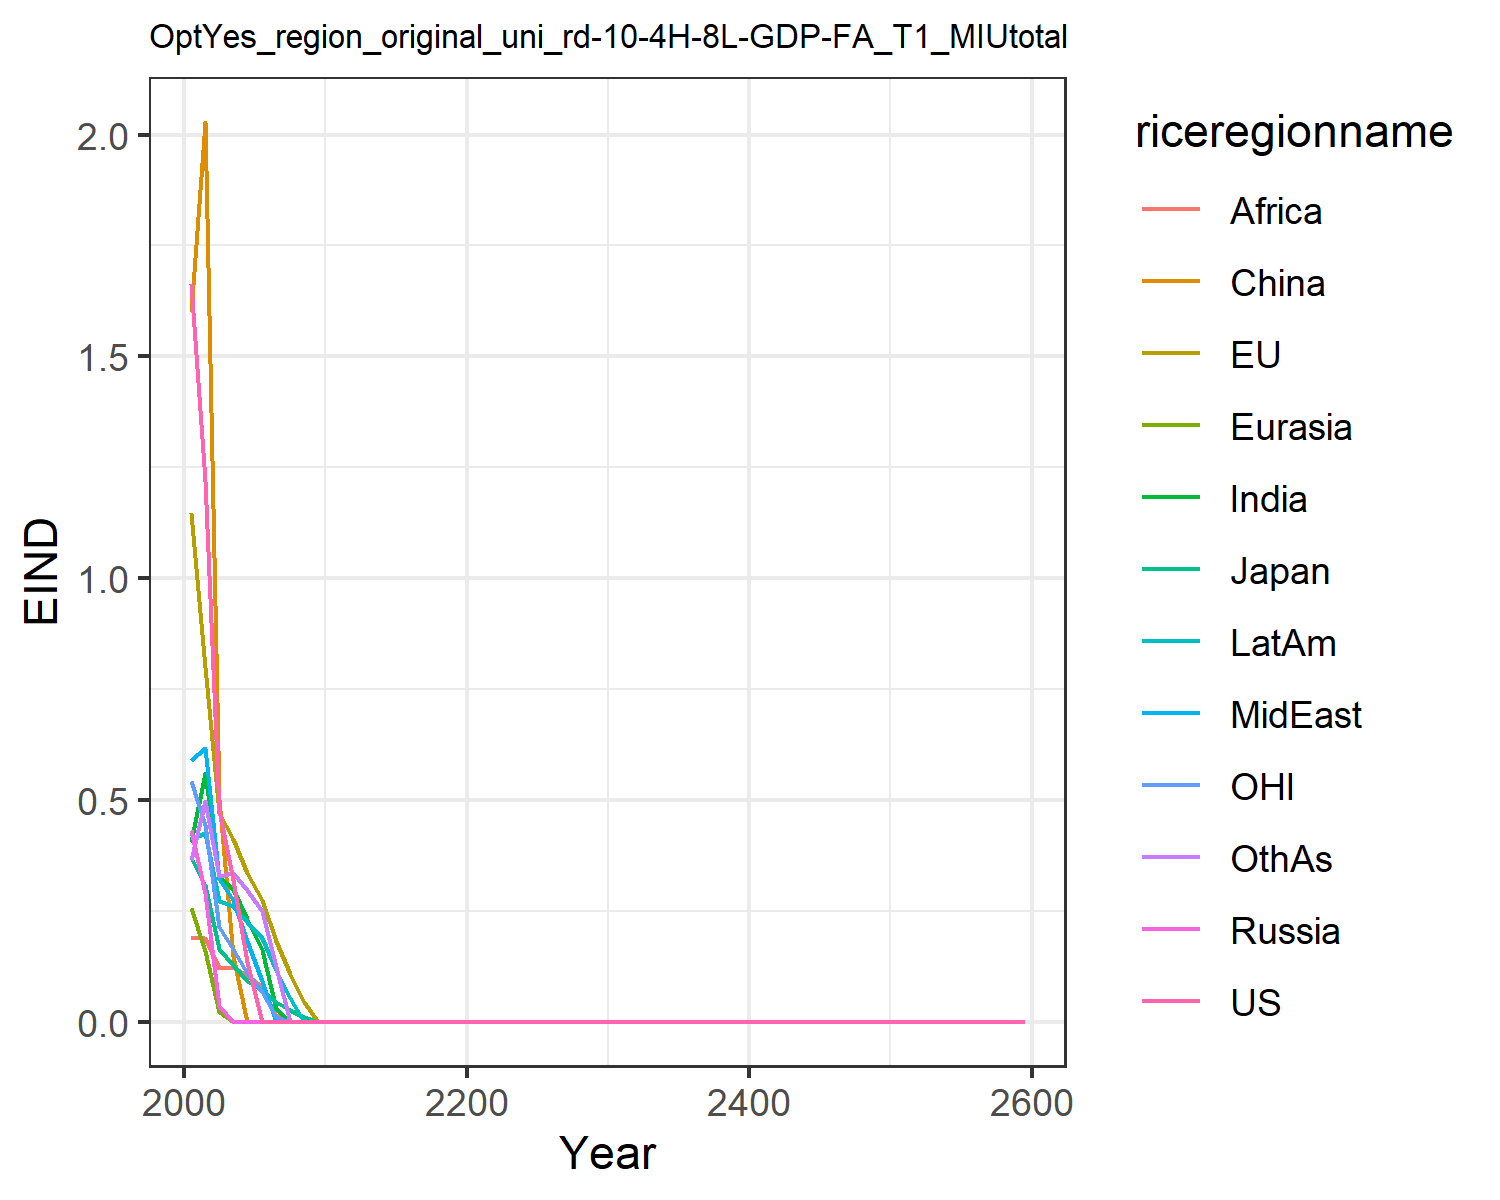 OptYes_region_original_uni_rd-10-4H-8L-GDP-FA_T1_MIUtotal
riceregionname
Africa
China
EU
Eurasia
India
Japan
LatAm
MidEast
OHI
OthAs
Russia
US
EIND
2.0
1.5
1.0
0.5
0.0
2000 2200 2400 2600
Year